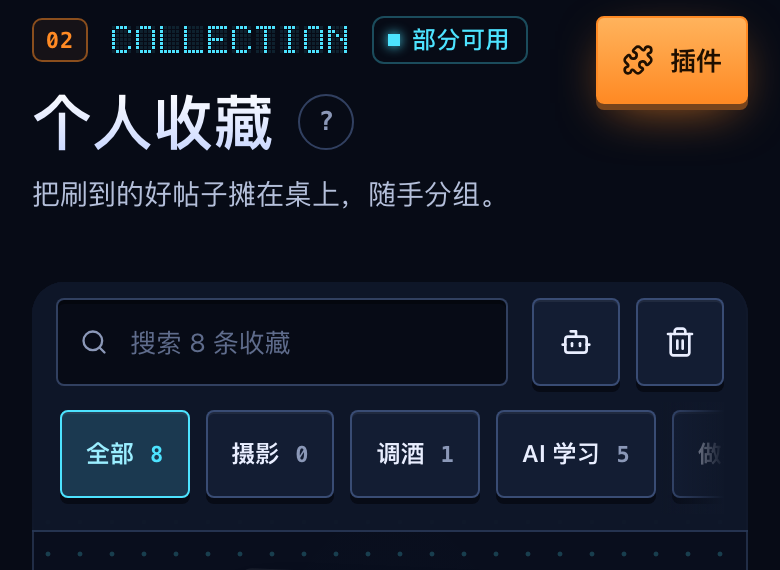 02 COLLECTION 部分可用
插件
个人收藏 ?
把刷到的好帖子摊在桌上，随手分组。
搜索 8 条收藏
全部 8 摄影 0 调酒 1 AI 学习 5 做